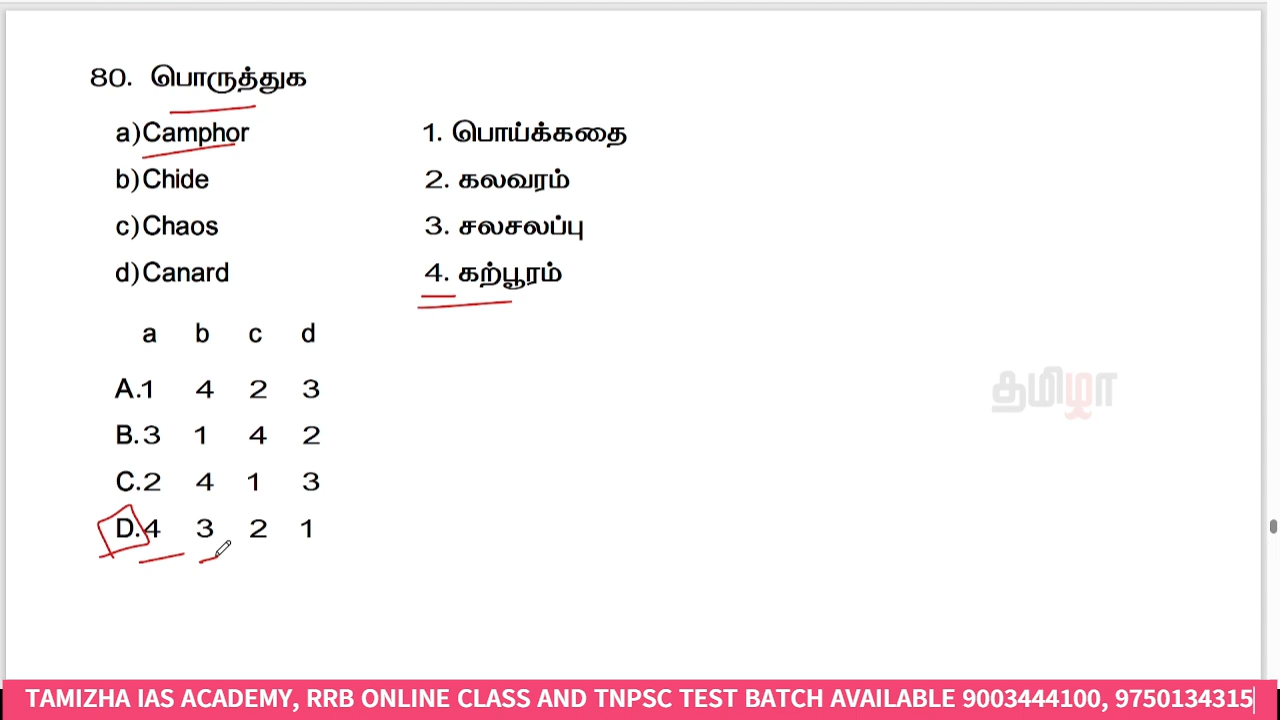 80. பொருத்துக
a) Camphor 1. பொய்க்கதை
b) Chide 2. கலவரம்
c) Chaos 3. சலசலப்பு
d) Canard 4. கற்பூரம்
a b c d
A. 1 4 2 3
B. 3 1 4 2
C. 2 4 1 3
D. 4 3 2 1
தமிழா
TAMIZHA IAS ACADEMY, RRB ONLINE CLASS AND TNPSC TEST BATCH AVAILABLE 9003444100, 9750134315